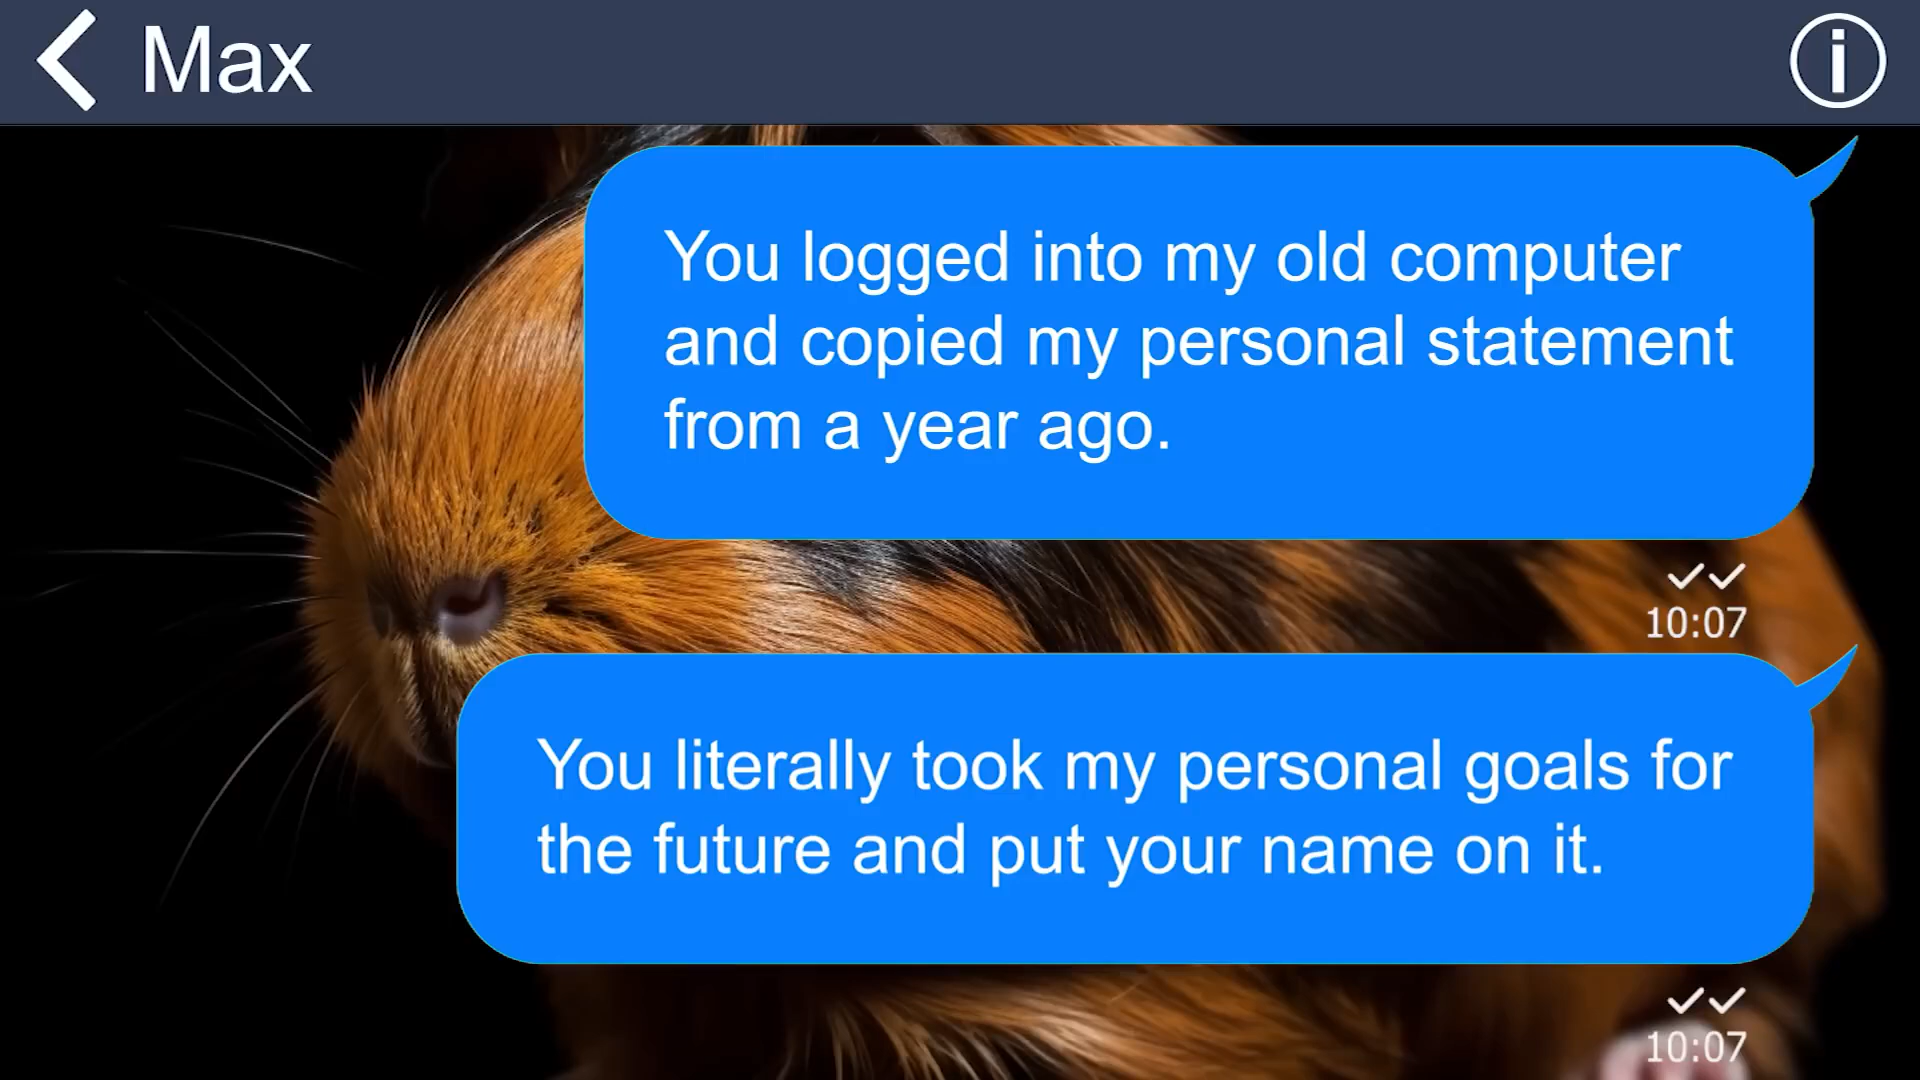 Max
You logged into my old computer
and copied my personal statement
from a year ago.
10:07
You literally took my personal goals for
the future and put your name on it.
10:07